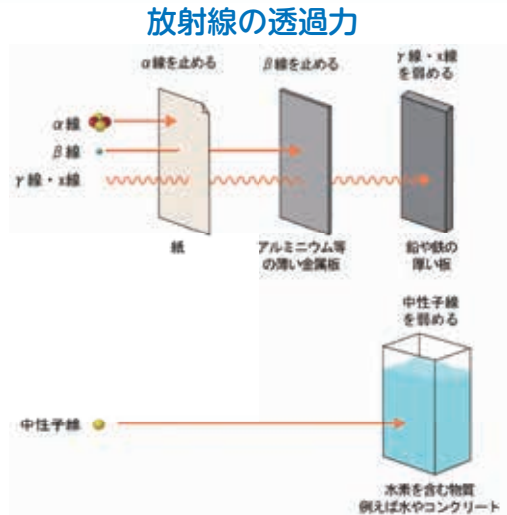 放射線の透過力
α線を止める
β線を止める
γ線・x線
を弱める
α線
β線
γ線・x線
紙
アルミニウム等
の薄い金属板
鉛や鉄の
厚い板
中性子線
を弱める
中性子線
水素を含む物質
例えば水やコンクリート